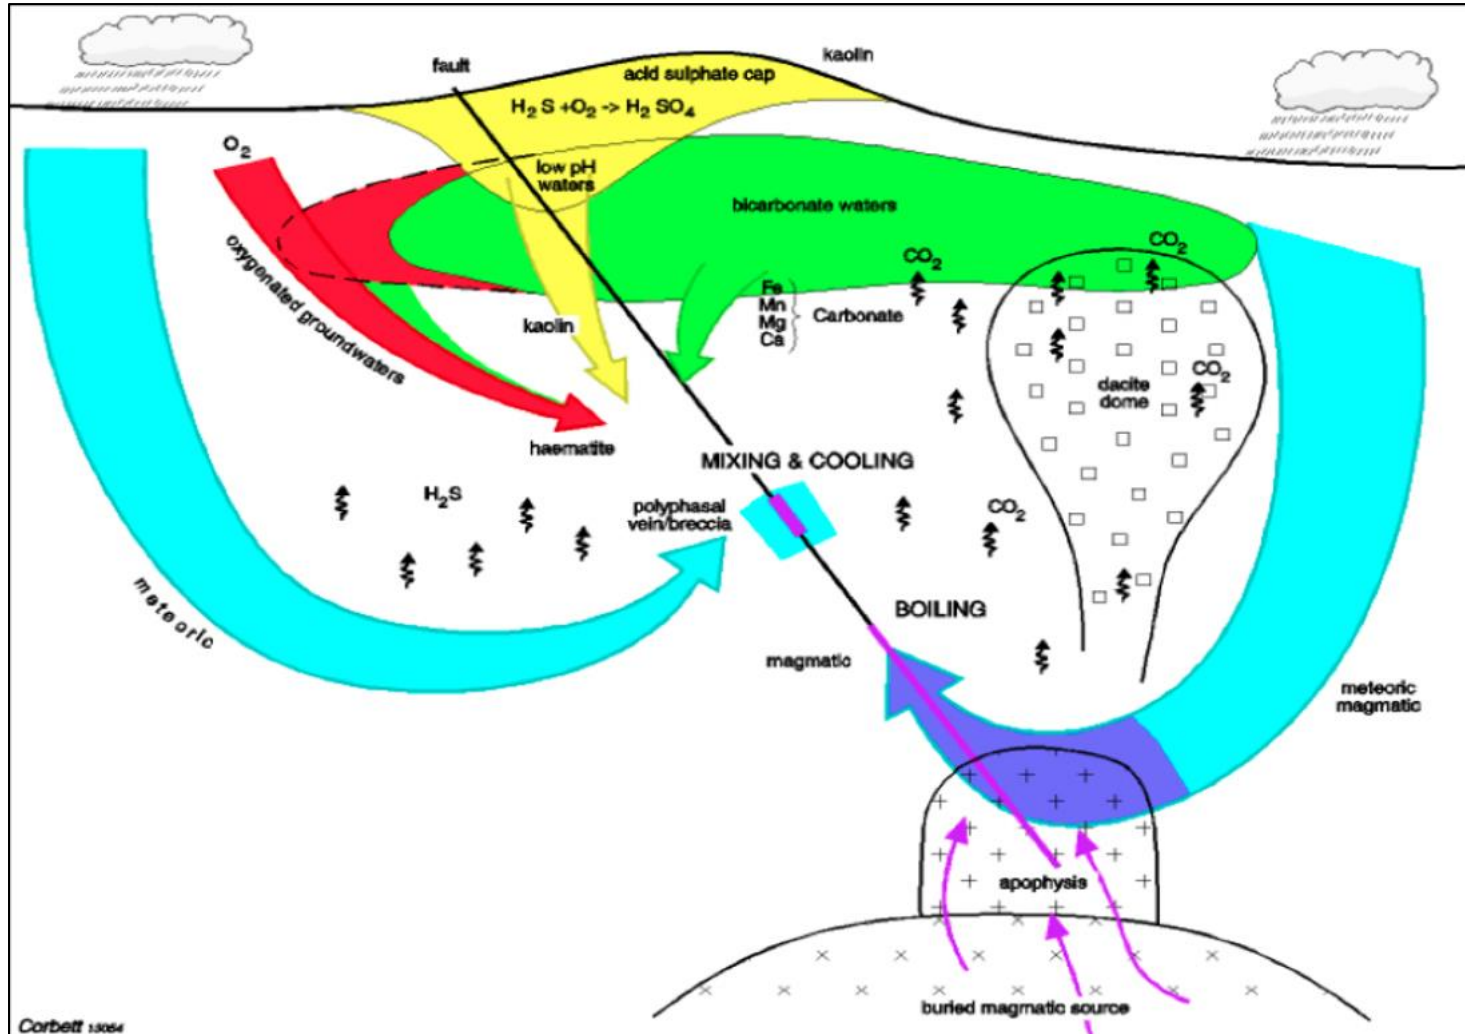 kaolin
fault
acid sulphate cap
H₂S + O₂ -> H₂SO₄
O₂
low pH
waters
bicarbonate waters
oxygenated groundwaters
CO₂
CO₂
Fe
Mn
Mg
Ca
Carbonate
kaolin
CO₂
dacite
dome
haematite
MIXING & COOLING
H₂S
polyphasal
vein/breccia
CO₂
meteoric
BOILING
magmatic
meteoric
magmatic
apophysis
buried magmatic source
Corbett 13054